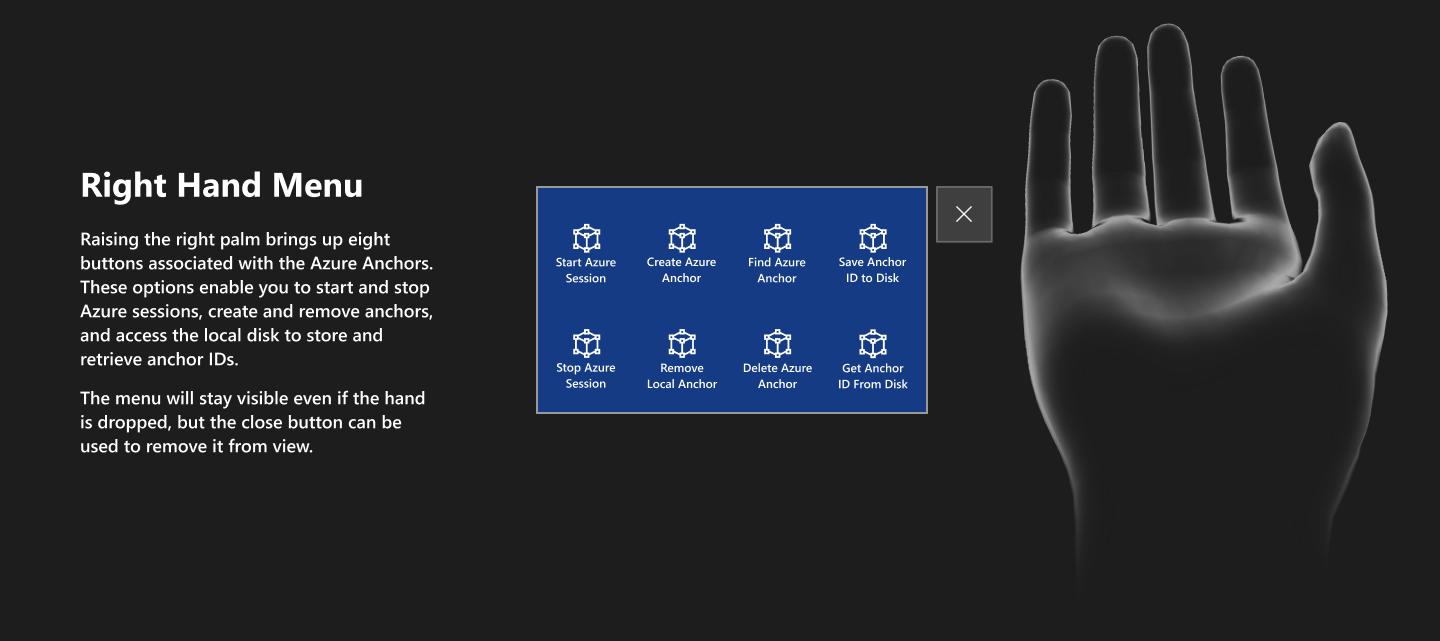 Right Hand Menu
Raising the right palm brings up eight
buttons associated with the Azure Anchors.
These options enable you to start and stop
Azure sessions, create and remove anchors,
and access the local disk to store and
retrieve anchor IDs.
The menu will stay visible even if the hand
is dropped, but the close button can be
used to remove it from view.
Start Azure
Session
Create Azure
Anchor
Find Azure
Anchor
Save Anchor
ID to Disk
Stop Azure
Session
Remove
Local Anchor
Delete Azure
Anchor
Get Anchor
ID From Disk